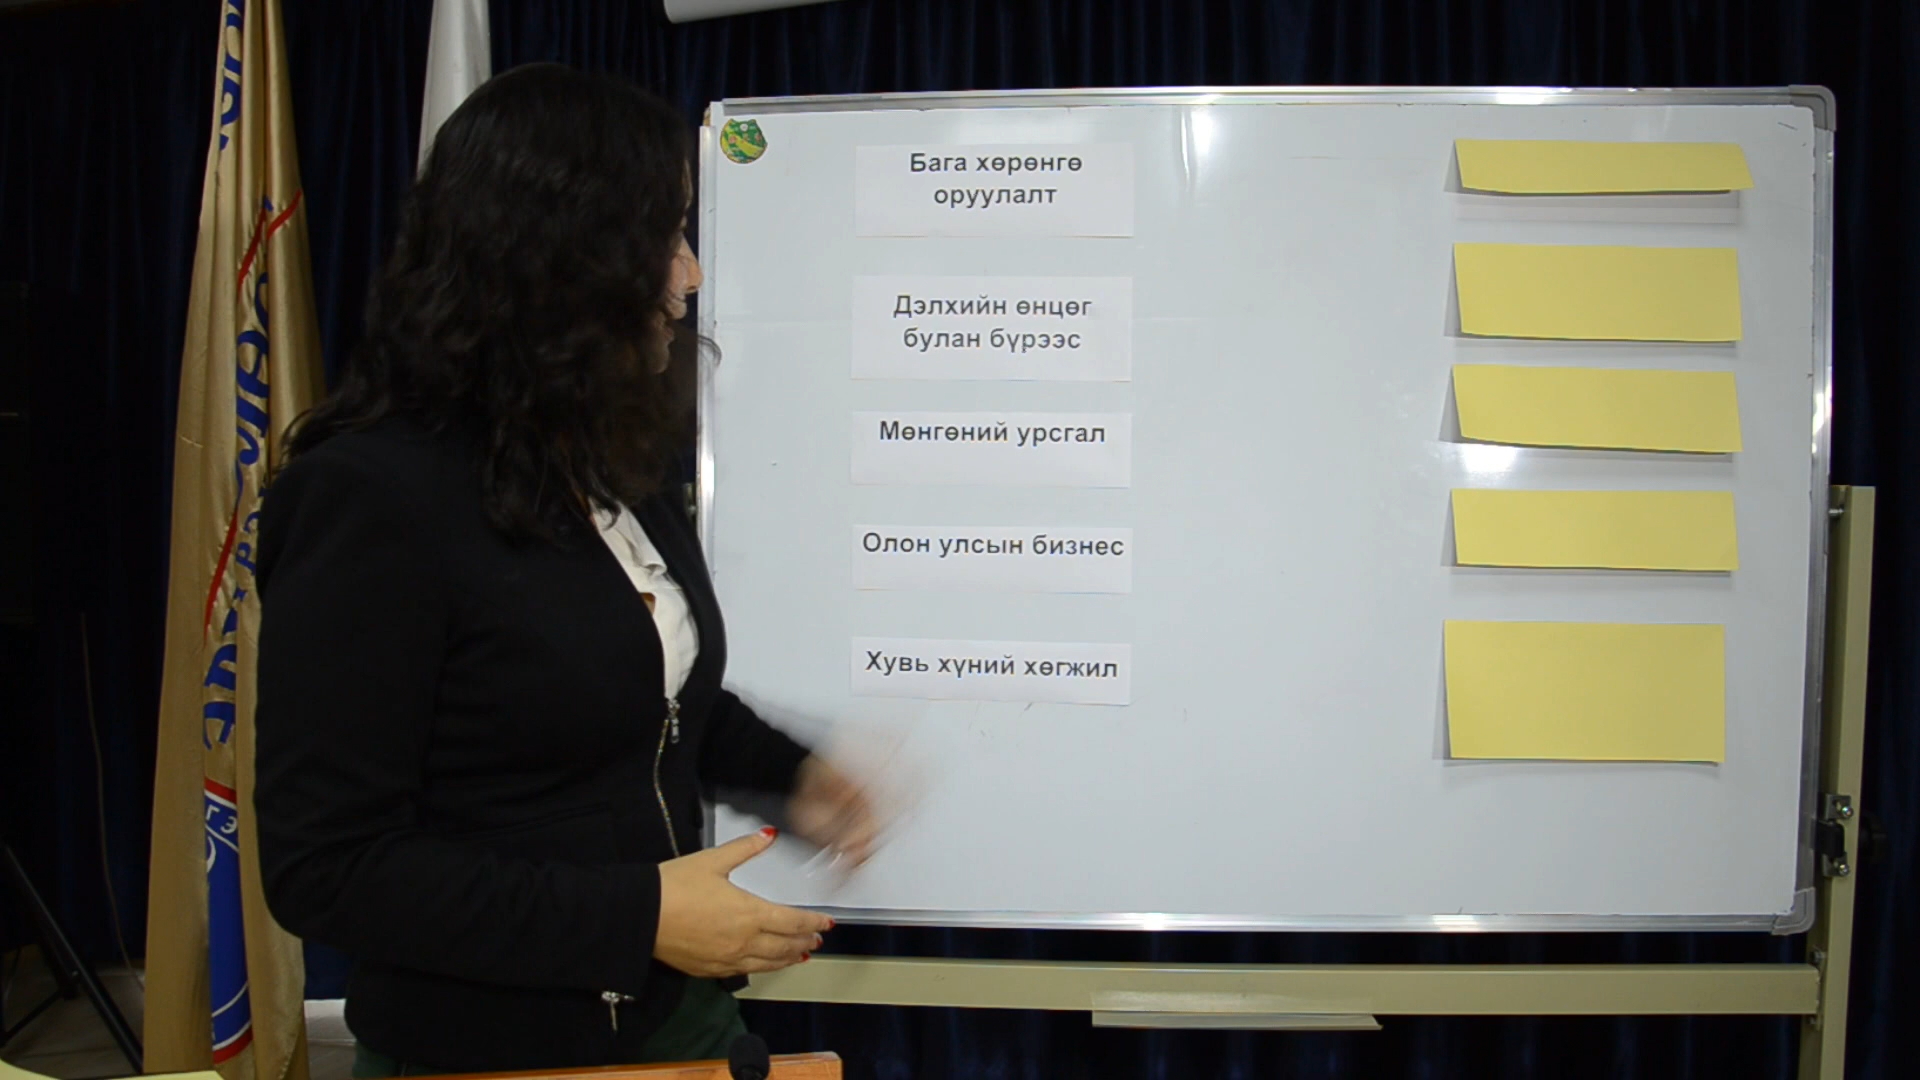 Бага хөрөнгө
оруулалт
Дэлхийн өнцөг
булан бүрээс
Мөнгөний урсгал
Олон улсын бизнес
Хувь хүний хөгжил